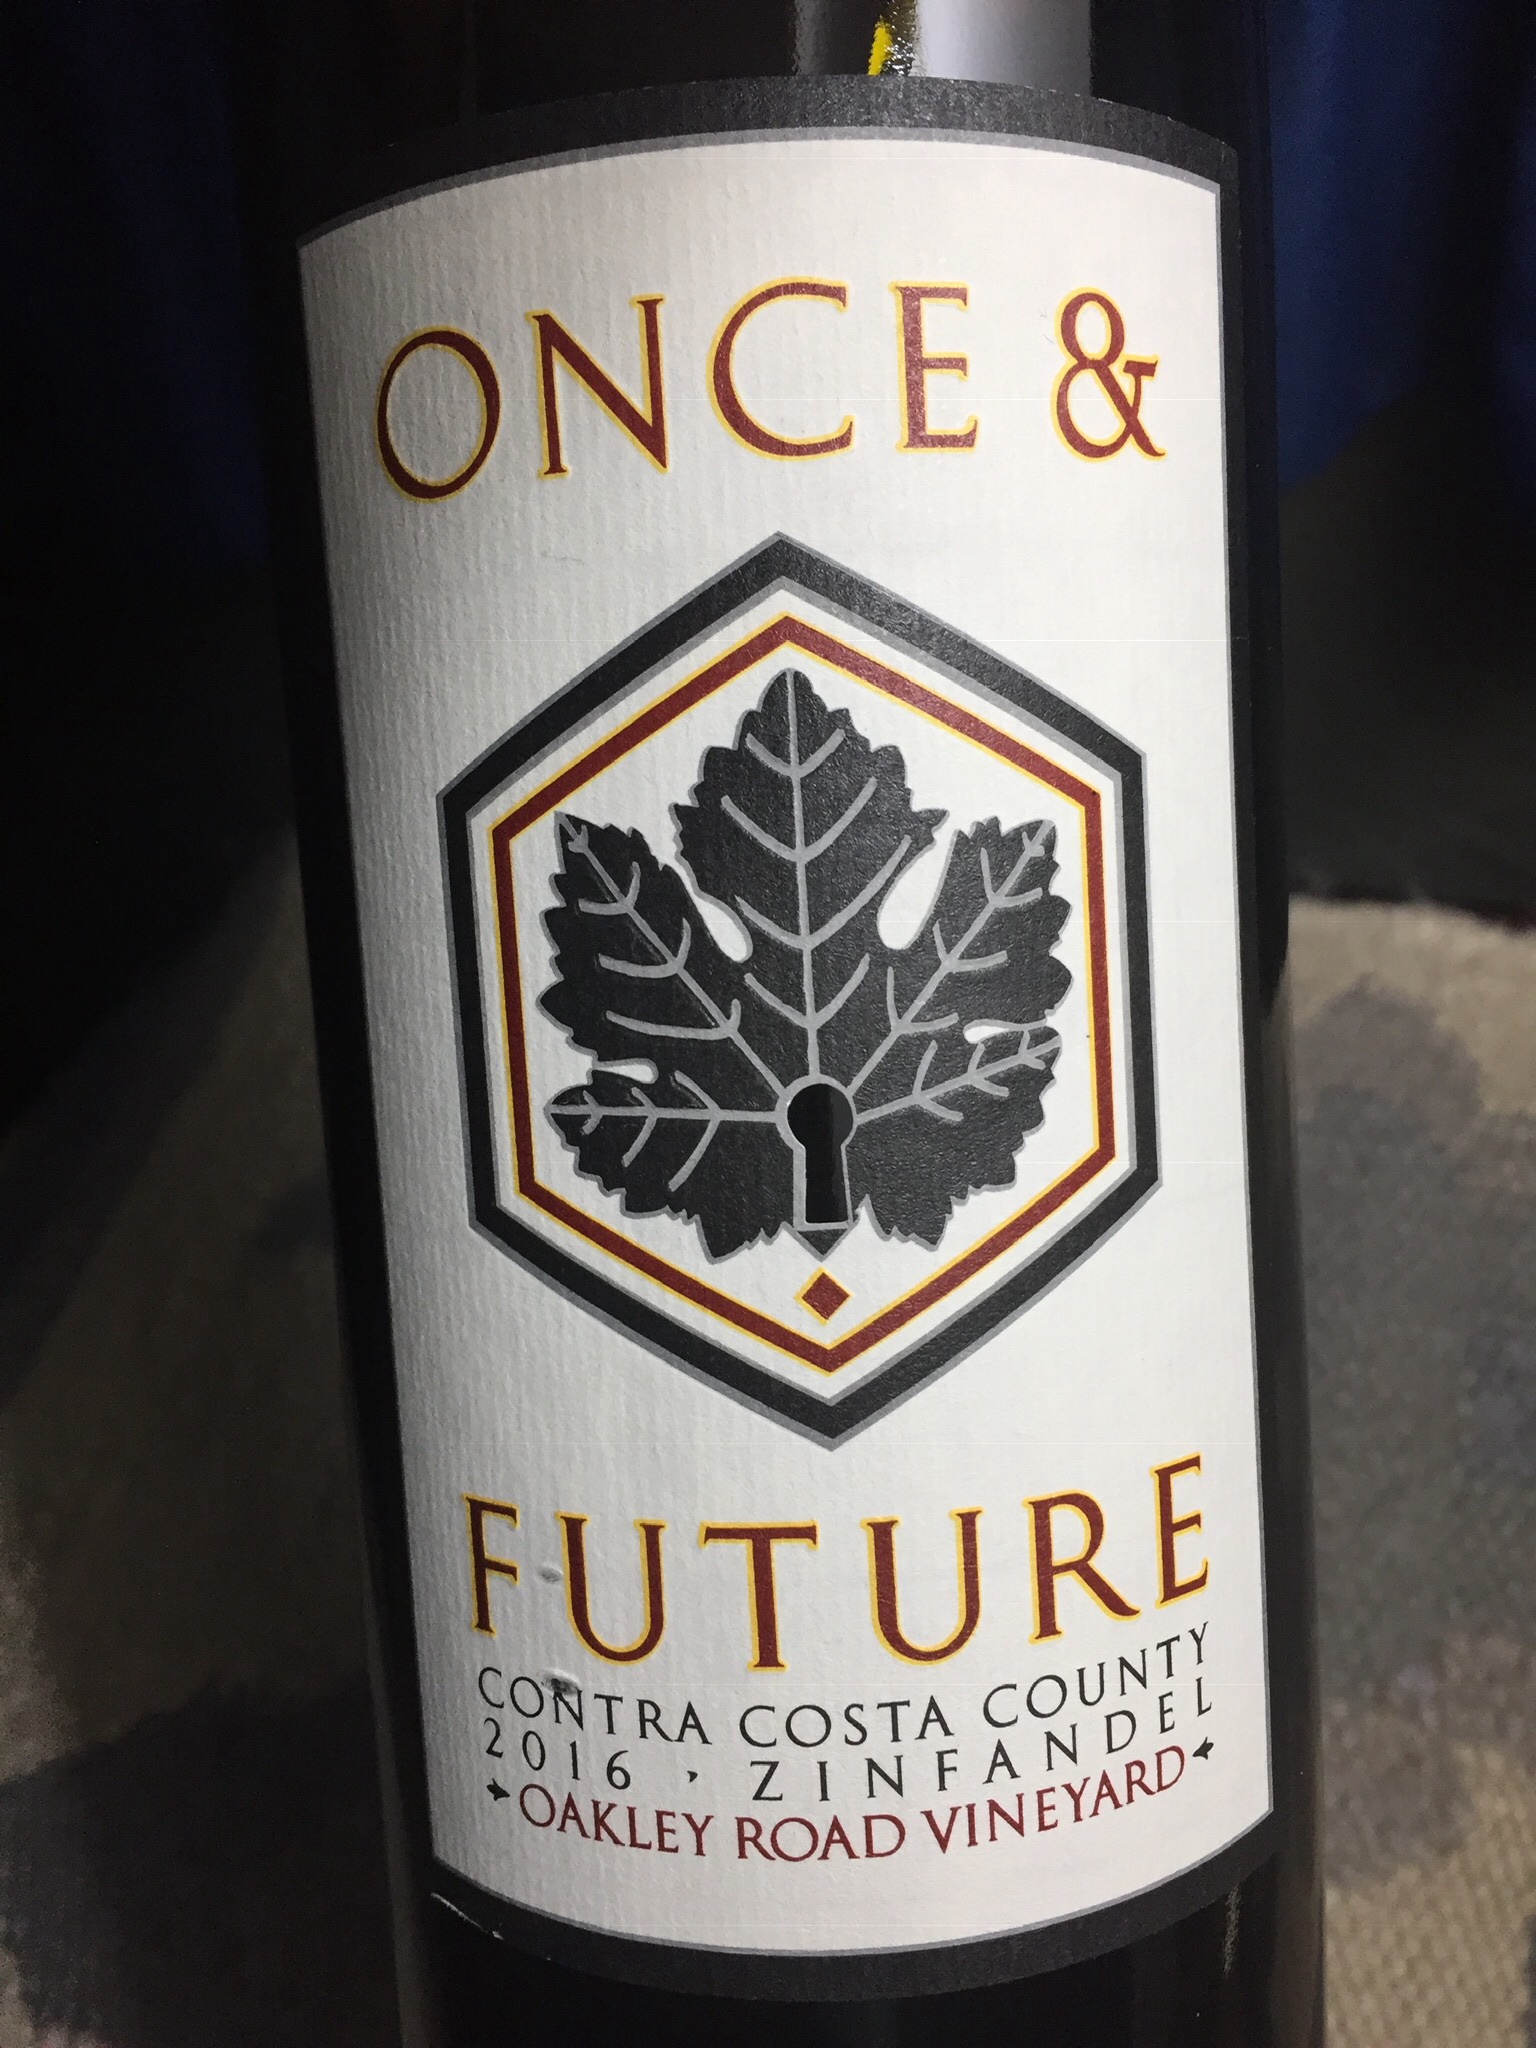 ONCE &
FUTURE
CONTRA COSTA COUNTY
2016 · ZINFANDEL
OAKLEY ROAD VINEYARD